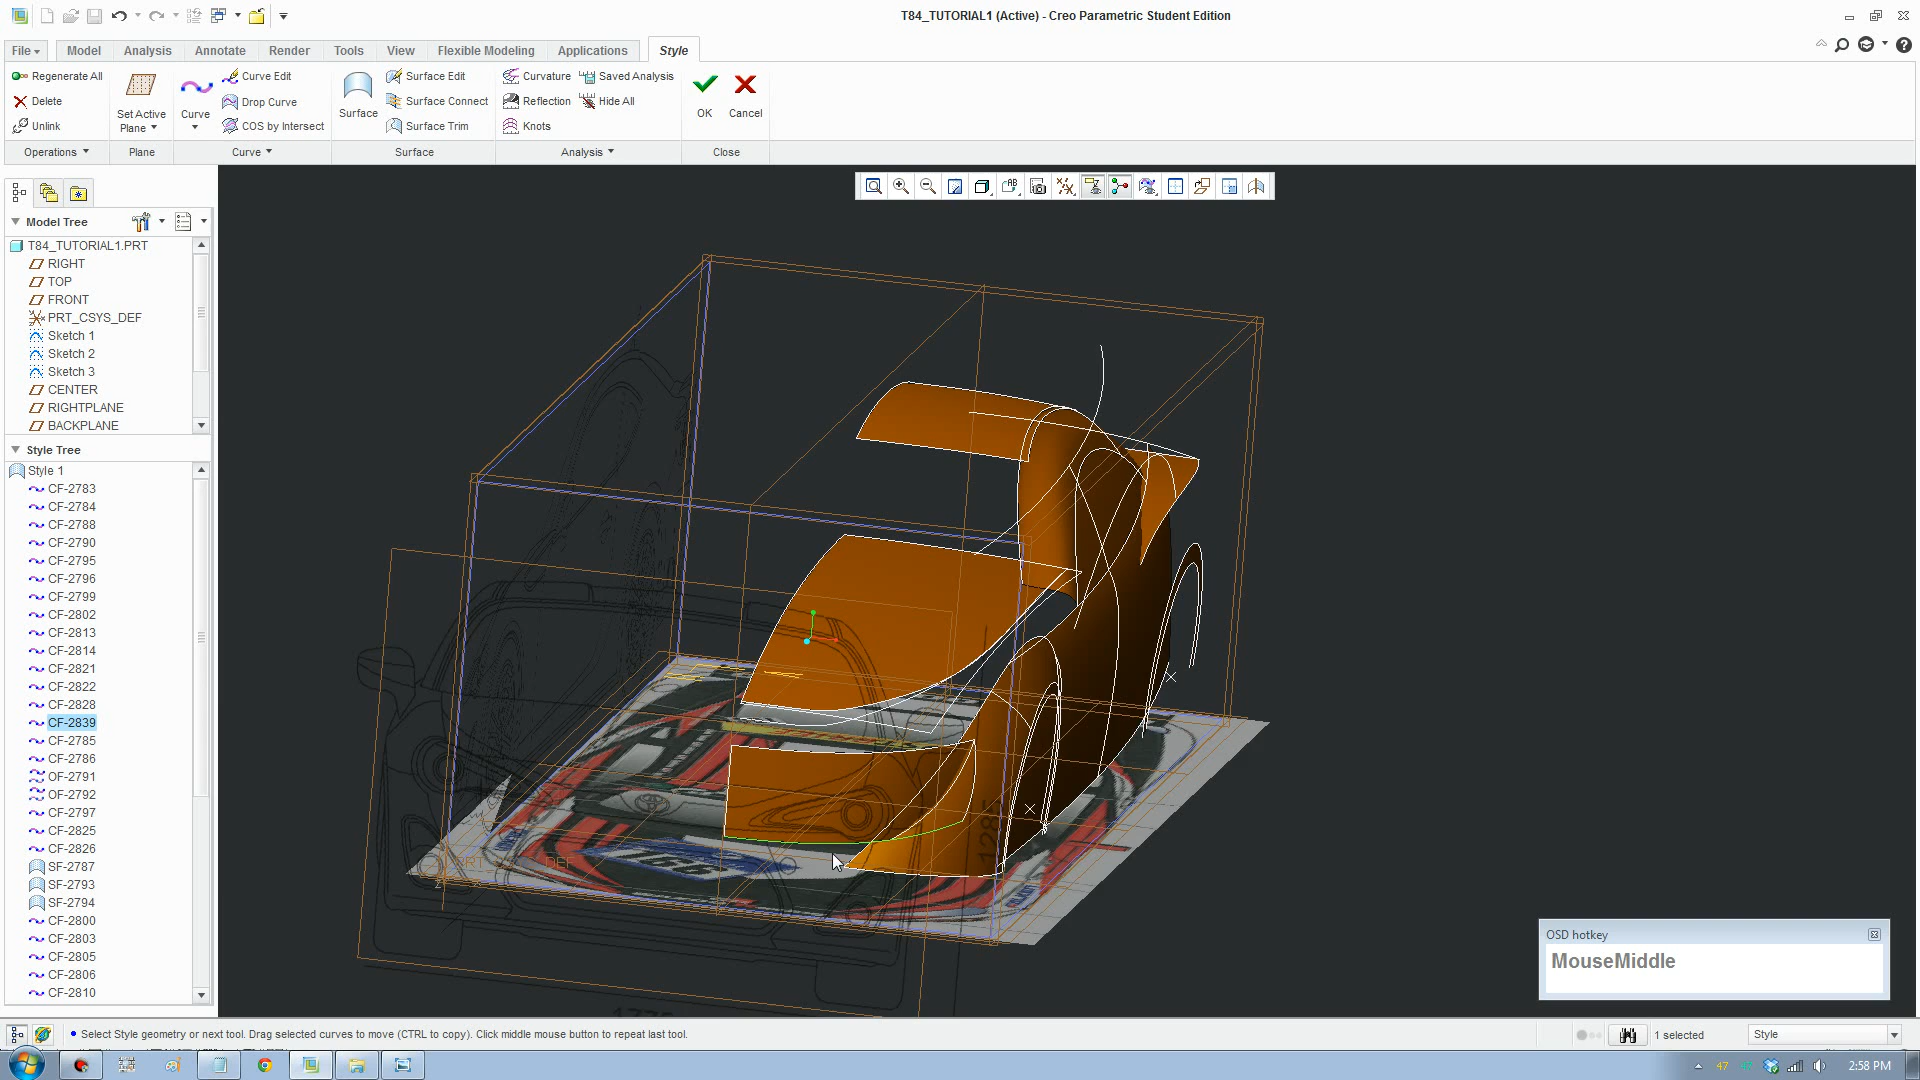 T84_TUTORIAL1 (Active) - Creo Parametric Student Edition
File Model Analysis Annotate Render Tools View Flexible Modeling Applications Style
Regenerate All
Delete
Unlink
Set Active Plane
Curve
Curve Edit
Drop Curve
COS by Intersect
Surface
Surface Edit
Surface Connect
Surface Trim
Curvature
Reflection
Knots
Saved Analysis
Hide All
OK
Cancel
Operations Plane Curve Surface Analysis Close
Model Tree
T84_TUTORIAL1.PRT
RIGHT
TOP
FRONT
PRT_CSYS_DEF
Sketch 1
Sketch 2
Sketch 3
CENTER
RIGHTPLANE
BACKPLANE
Style Tree
Style 1
CF-2783
CF-2784
CF-2788
CF-2790
CF-2795
CF-2796
CF-2799
CF-2802
CF-2813
CF-2814
CF-2821
CF-2822
CF-2828
CF-2839
CF-2785
CF-2786
OF-2791
OF-2792
CF-2797
CF-2825
CF-2826
SF-2787
SF-2793
SF-2794
CF-2800
CF-2803
CF-2805
CF-2806
CF-2810
OSD hotkey
MouseMiddle
Select Style geometry or next tool. Drag selected curves to move (CTRL to copy). Click middle mouse button to repeat last tool.
1 selected
Style
47
2:58 PM